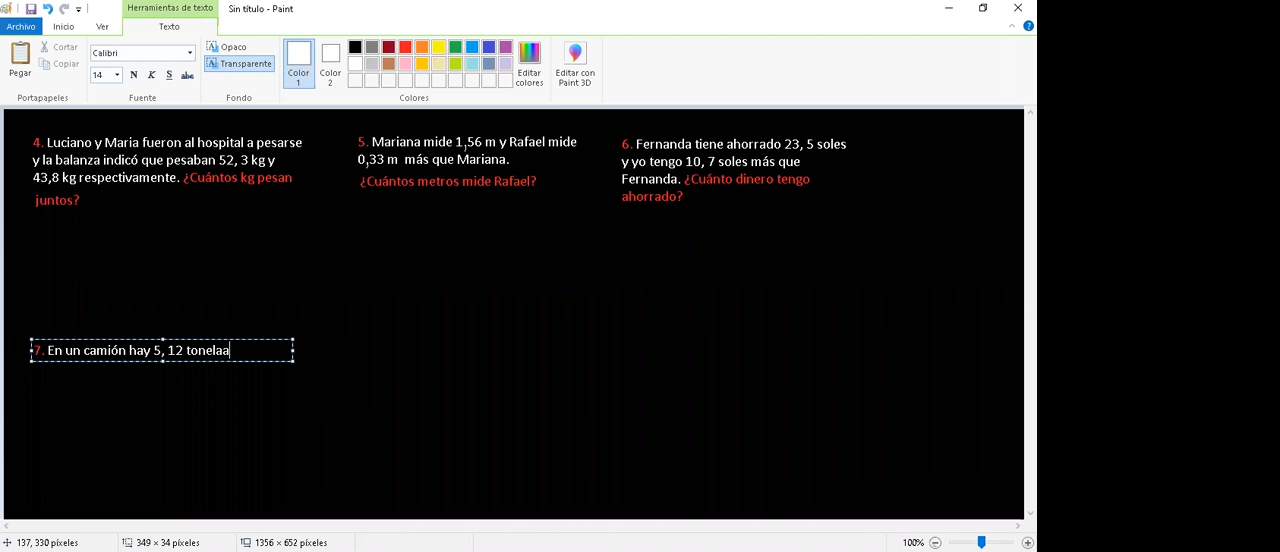 Herramientas de texto
Sin título - Paint
Archivo
Inicio
Ver
Texto
Pegar
Cortar
Copiar
Portapapeles
Calibri
14
N K S abc
Fuente
Opaco
Transparente
Fondo
Color
1
Color
2
Colores
Editar
colores
Editar con
Paint 3D
4. Luciano y Maria fueron al hospital a pesarse
y la balanza indicó que pesaban 52, 3 kg y
43,8 kg respectivamente. ¿Cuántos kg pesan
juntos?
5. Mariana mide 1,56 m y Rafael mide
0,33 m más que Mariana.
¿Cuántos metros mide Rafael?
6. Fernanda tiene ahorrado 23, 5 soles
y yo tengo 10, 7 soles más que
Fernanda. ¿Cuánto dinero tengo
ahorrado?
7. En un camión hay 5, 12 tonelaa
137, 330 píxeles
349 × 34 píxeles
1356 × 652 píxeles
100%